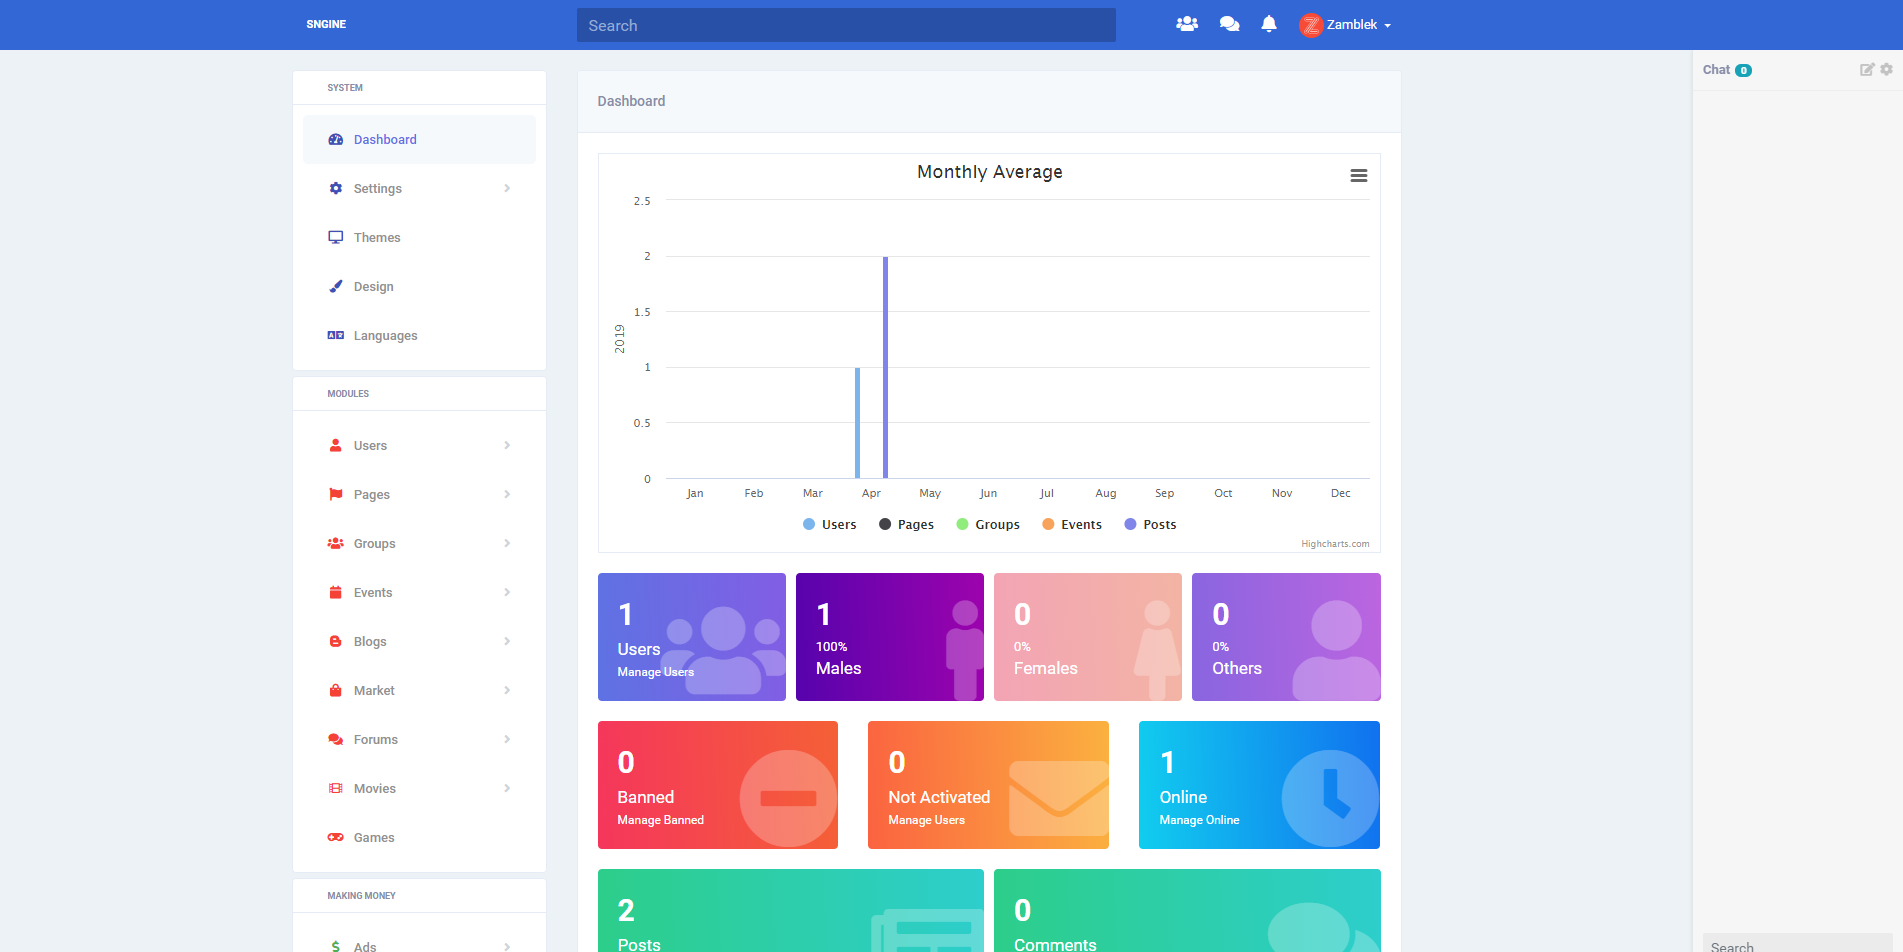 SNGINE
Search
Zamblek
SYSTEM
Dashboard
Settings
Themes
Design
Languages
MODULES
Users
Pages
Groups
Events
Blogs
Market
Forums
Movies
Games
MAKING MONEY
Ads
Dashboard
Monthly Average
2.5
2
1.5
1
0.5
0
2019
Jan Feb Mar Apr May Jun Jul Aug Sep Oct Nov Dec
Users Pages Groups Events Posts
Highcharts.com
1
Users
Manage Users
1
100%
Males
0
0%
Females
0
0%
Others
0
Banned
Manage Banned
0
Not Activated
Manage Users
1
Online
Manage Online
2
Posts
0
Comments
Chat 0
Search